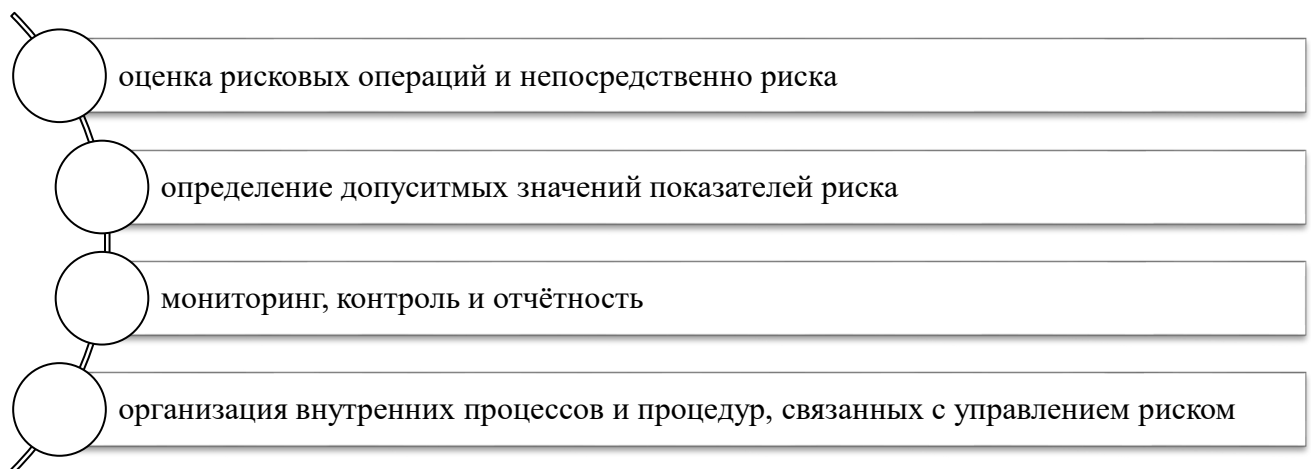 оценка рисковых операций и непосредственно риска
определение допуситмых значений показателей риска
мониторинг, контроль и отчётность
организация внутренних процессов и процедур, связанных с управлением риском